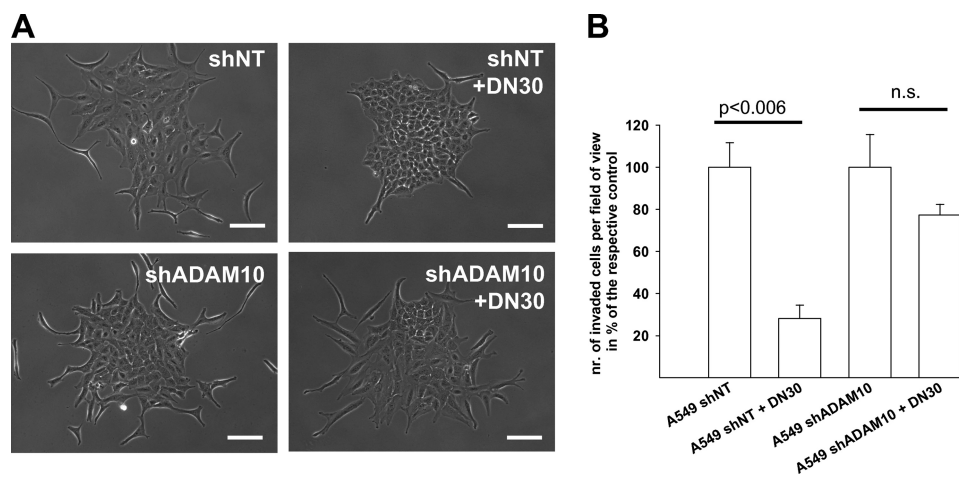 A
shNT
shNT
+DN30
shADAM10
shADAM10
+DN30
B
p<0.006
n.s.
nr. of invaded cells per field of view
in % of the respective control
120
100
80
60
40
20
A549 shNT
A549 shNT + DN30
A549 shADAM10
A549 shADAM10 + DN30